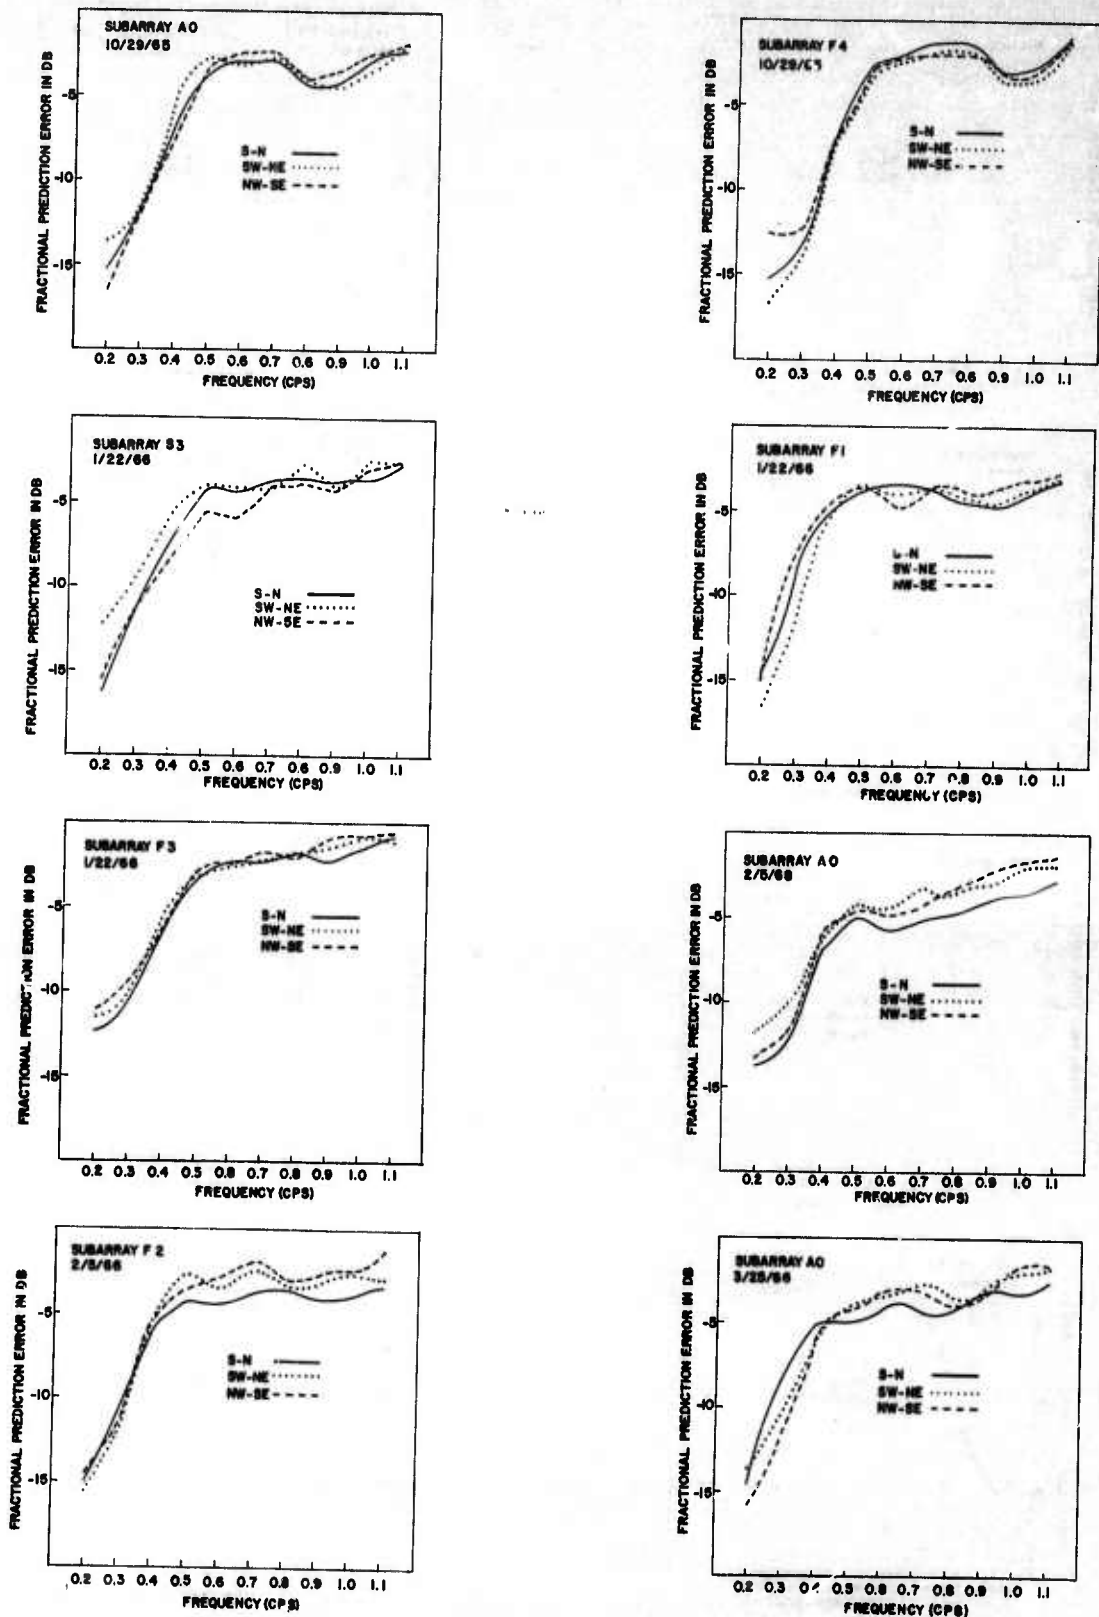 SUBARRAY A0
10/29/65
FRACTIONAL PREDICTION ERROR IN DB
-5
-10
-15
S-N
SW-NE
NW-SE
0.2 0.3 0.4 0.5 0.6 0.7 0.8 0.9 1.0 1.1
FREQUENCY (CPS)
SUBARRAY F4
10/29/65
FRACTIONAL PREDICTION ERROR IN DB
-5
-10
-15
S-N
SW-NE
NW-SE
0.2 0.3 0.4 0.5 0.6 0.7 0.8 0.9 1.0 1.1
FREQUENCY (CPS)
SUBARRAY S3
1/22/66
FRACTIONAL PREDICTION ERROR IN DB
-5
-10
-15
S-N
SW-NE
NW-SE
0.2 0.3 0.4 0.5 0.6 0.7 0.8 0.9 1.0 1.1
FREQUENCY (CPS)
SUBARRAY F1
1/22/66
FRACTIONAL PREDICTION ERROR IN DB
-5
-10
-15
S-N
SW-NE
NW-SE
0.2 0.3 0.4 0.5 0.6 0.7 0.8 0.9 1.0 1.1
FREQUENCY (CPS)
SUBARRAY F3
1/22/66
FRACTIONAL PREDICTION ERROR IN DB
-5
-10
-15
S-N
SW-NE
NW-SE
0.2 0.3 0.4 0.5 0.6 0.7 0.8 0.9 1.0 1.1
FREQUENCY (CPS)
SUBARRAY A0
2/5/68
FRACTIONAL PREDICTION ERROR IN DB
-5
-10
-15
S-N
SW-NE
NW-SE
0.2 0.3 0.4 0.5 0.6 0.7 0.8 0.9 1.0 1.1
FREQUENCY (CPS)
SUBARRAY F2
2/5/66
FRACTIONAL PREDICTION ERROR IN DB
-5
-10
-15
S-N
SW-NE
NW-SE
0.2 0.3 0.4 0.5 0.6 0.7 0.8 0.9 1.0 1.1
FREQUENCY (CPS)
SUBARRAY A0
3/25/66
FRACTIONAL PREDICTION ERROR IN DB
-5
-10
-15
S-N
SW-NE
NW-SE
0.2 0.3 0.4 0.5 0.6 0.7 0.8 0.9 1.0 1.1
FREQUENCY (CPS)